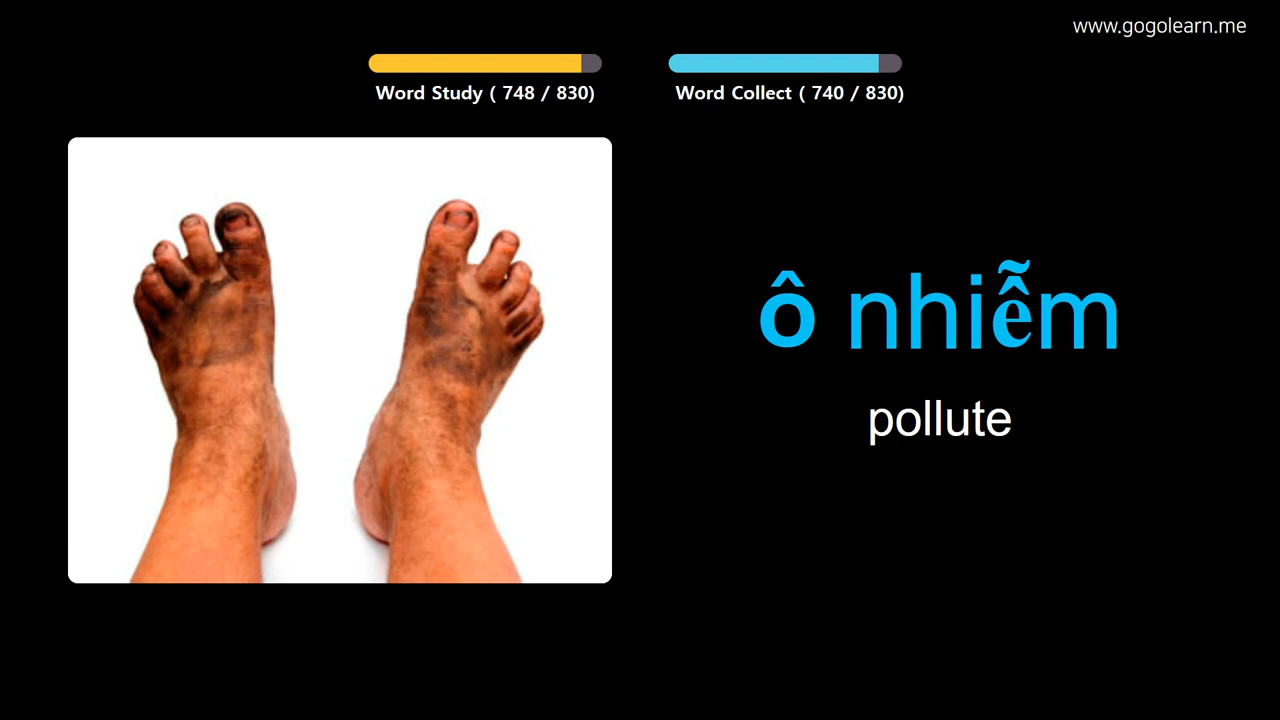 www.gogolearn.me
Word Study ( 748 / 830)
Word Collect ( 740 / 830)
ô nhiễm
pollute